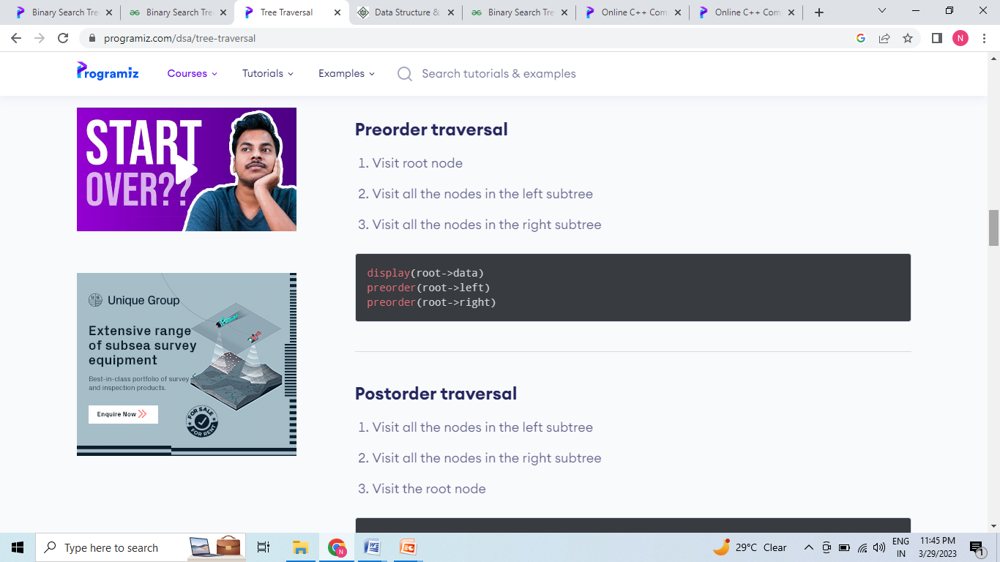 Binary Search Tre
Binary Search Tre
Tree Traversal
Data Structure &
Binary Search Tre
Online C++ Com
Online C++ Com
programiz.com/dsa/tree-traversal
N
Programiz
Courses
Tutorials
Examples
Search tutorials & examples
START
OVER??
Preorder traversal
1. Visit root node
2. Visit all the nodes in the left subtree
3. Visit all the nodes in the right subtree
display(root->data)
preorder(root->left)
preorder(root->right)
UG
Unique Group
Extensive range
of subsea survey
equipment
Best-in-class portfolio of survey
and inspection products.
Enquire Now
FOR SALE
FOR RENT
Postorder traversal
1. Visit all the nodes in the left subtree
2. Visit all the nodes in the right subtree
3. Visit the root node
Type here to search
N
29°C Clear
ENG
IN
11:45 PM
3/29/2023
1